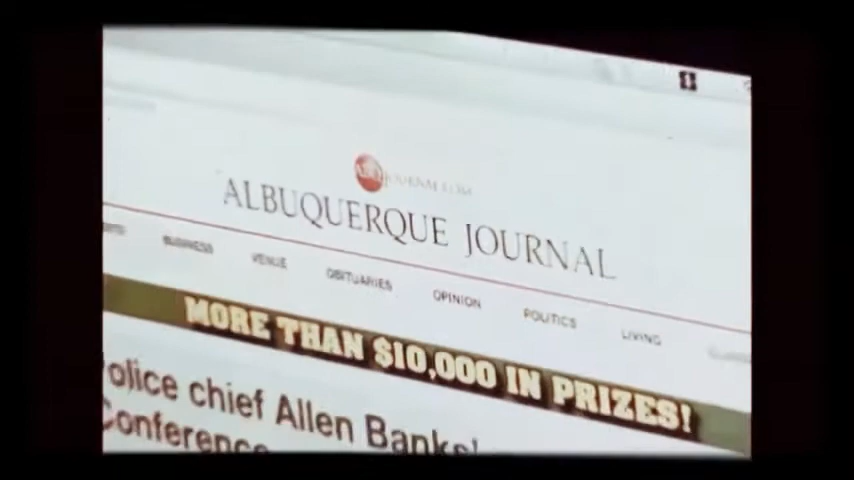 ABQJOURNAL.COM
ALBUQUERQUE JOURNAL
BUSINESS VENUE OBITUARIES OPINION POLITICS LIVING
MORE THAN $10,000 IN PRIZES!
olice chief Allen Banks'
Conference